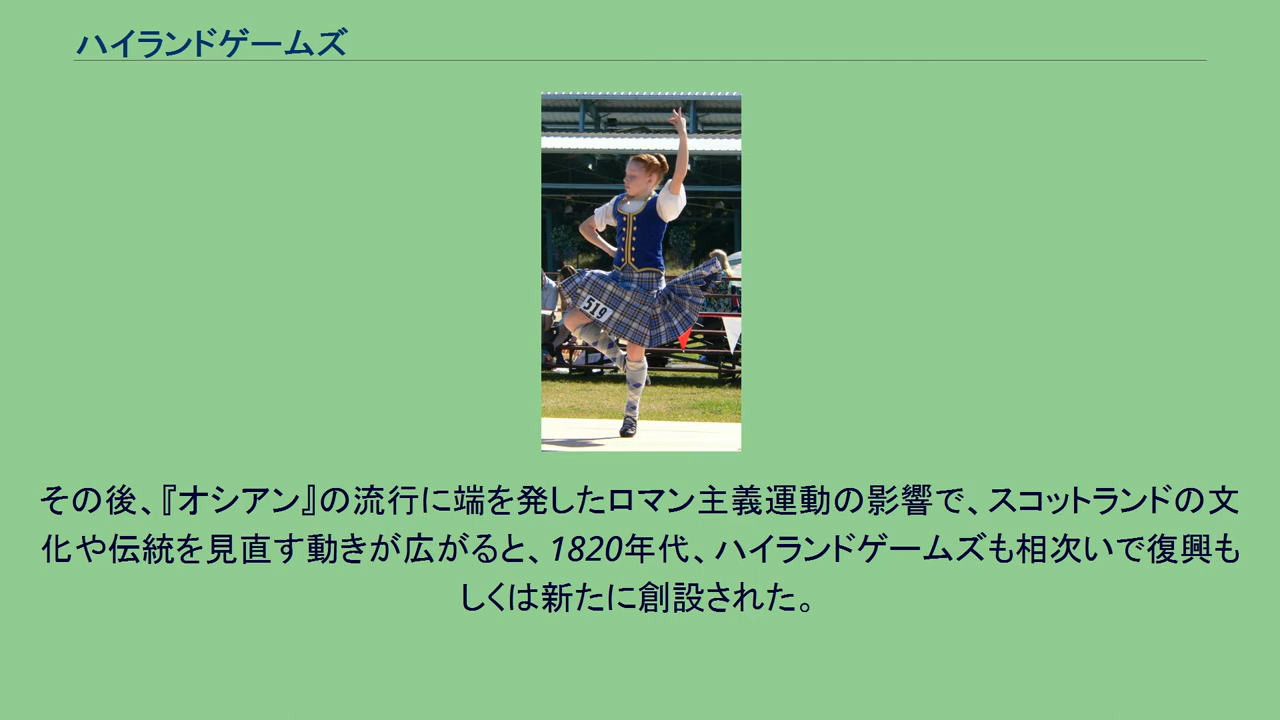 ハイランドゲームズ
519
その後、『オシアン』の流行に端を発したロマン主義運動の影響で、スコットランドの文
化や伝統を見直す動きが広がると、1820年代、ハイランドゲームズも相次いで復興も
しくは新たに創設された。